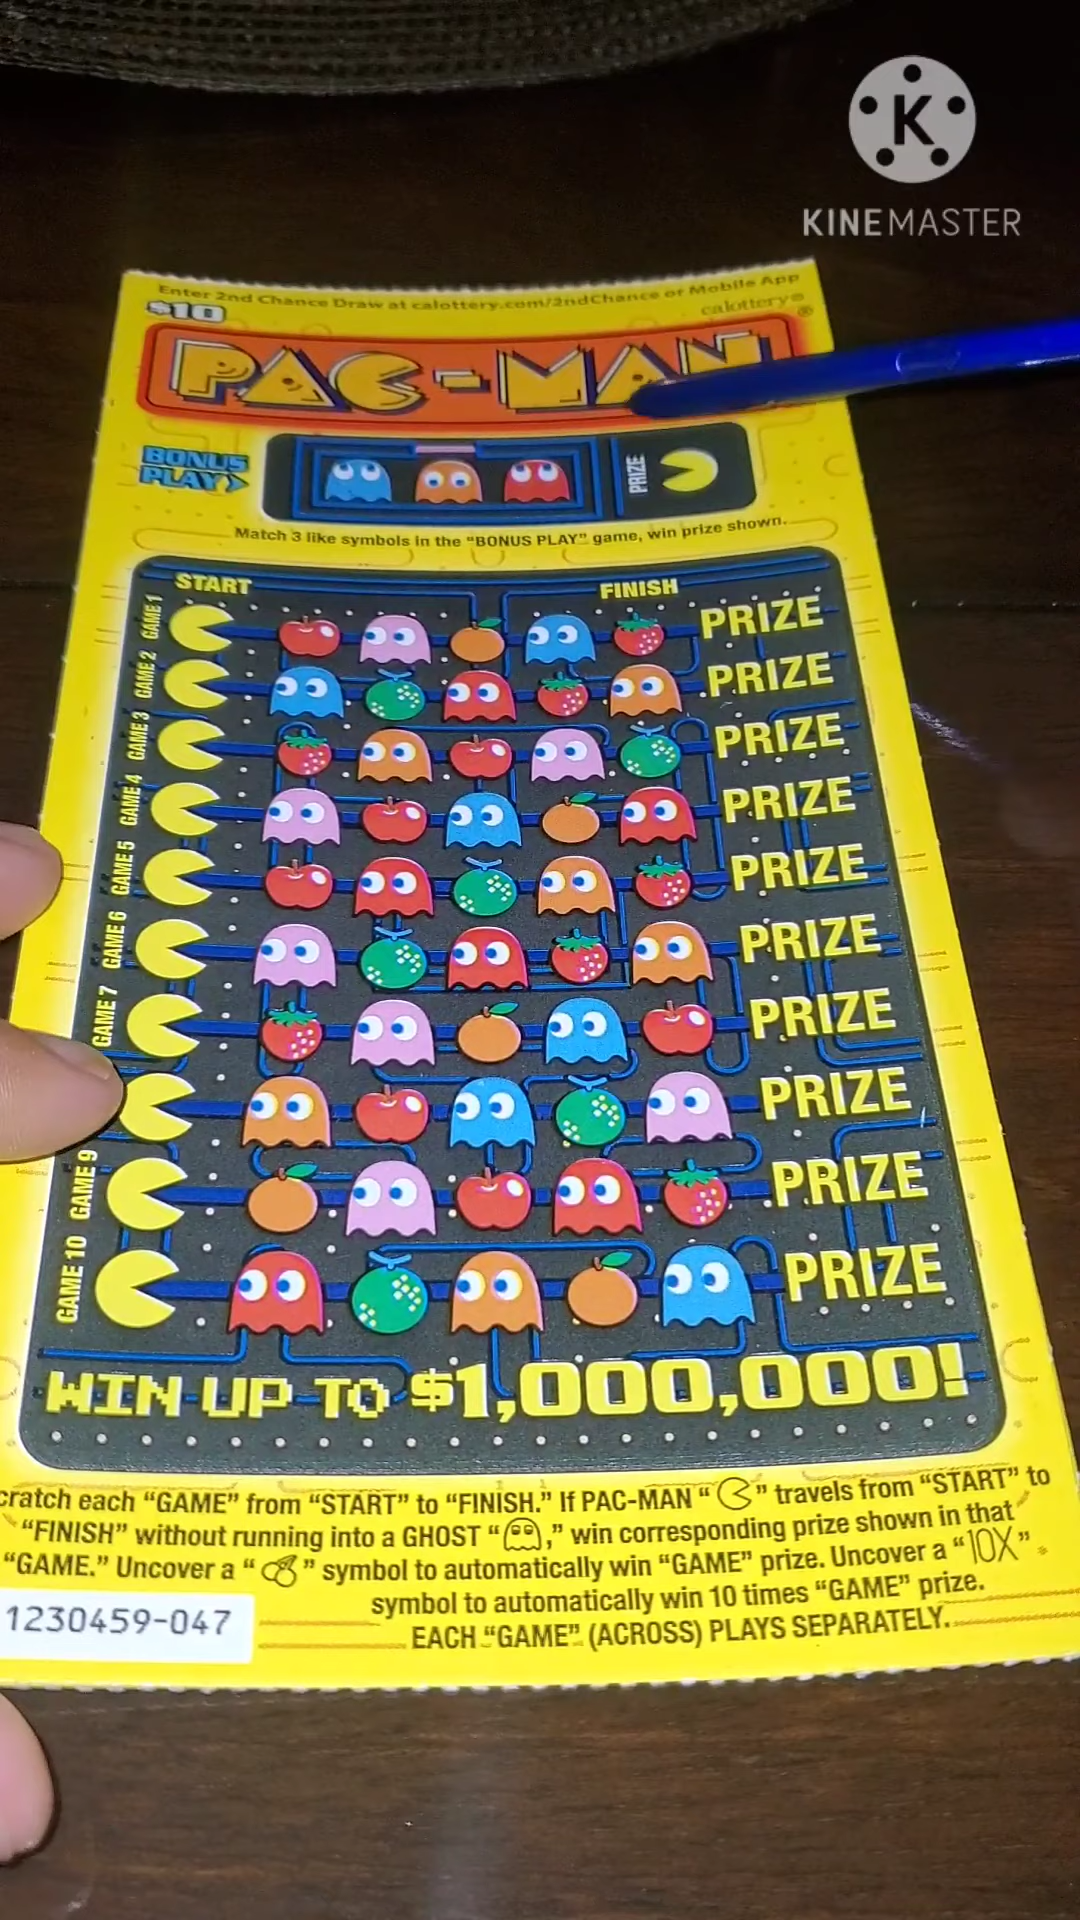 K
KINEMASTER
Enter 2nd Chance Draw at calottery.com/2ndChance or Mobile App
$10
calottery®
PAC-MAN®
BONUS PLAY
PRIZE
Match 3 like symbols in the "BONUS PLAY" game, win prize shown.
START FINISH
GAME 1 PRIZE
GAME 2 PRIZE
GAME 3 PRIZE
GAME 4 PRIZE
GAME 5 PRIZE
GAME 6 PRIZE
GAME 7 PRIZE
PRIZE
GAME 9 PRIZE
GAME 10 PRIZE
WIN UP TO $1,000,000!
cratch each "GAME" from "START" to "FINISH." If PAC-MAN " " travels from "START" to
"FINISH" without running into a GHOST " ," win corresponding prize shown in that
"GAME." Uncover a " " symbol to automatically win "GAME" prize. Uncover a "10X"
symbol to automatically win 10 times "GAME" prize.
EACH "GAME" (ACROSS) PLAYS SEPARATELY.
1230459-047